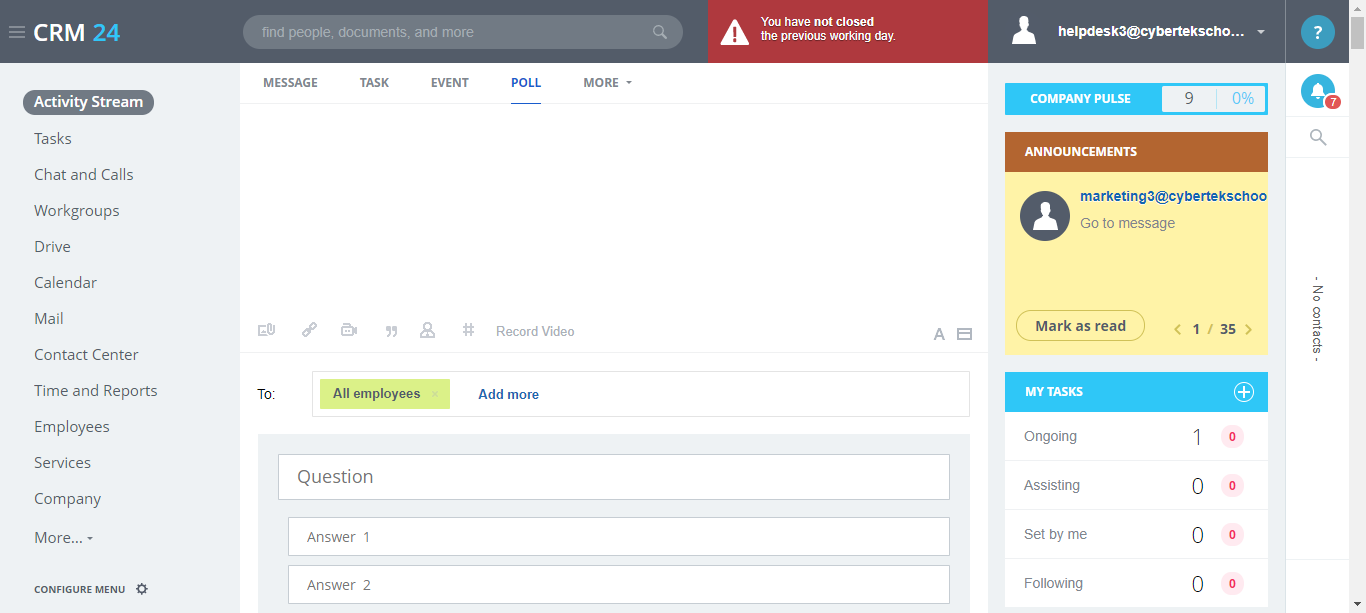 CRM 24
find people, documents, and more
You have not closed
the previous working day.
helpdesk3@cybertekscho...
?
Activity Stream
Tasks
Chat and Calls
Workgroups
Drive
Calendar
Mail
Contact Center
Time and Reports
Employees
Services
Company
More...
CONFIGURE MENU
MESSAGE TASK EVENT POLL MORE
Record Video
A
To: All employees × Add more
Question
Answer 1
Answer 2
COMPANY PULSE 9 0%
ANNOUNCEMENTS
marketing3@cybertekschoo
Go to message
Mark as read 1 / 35
MY TASKS
Ongoing 1 0
Assisting 0 0
Set by me 0 0
Following 0 0
7
- No contacts -